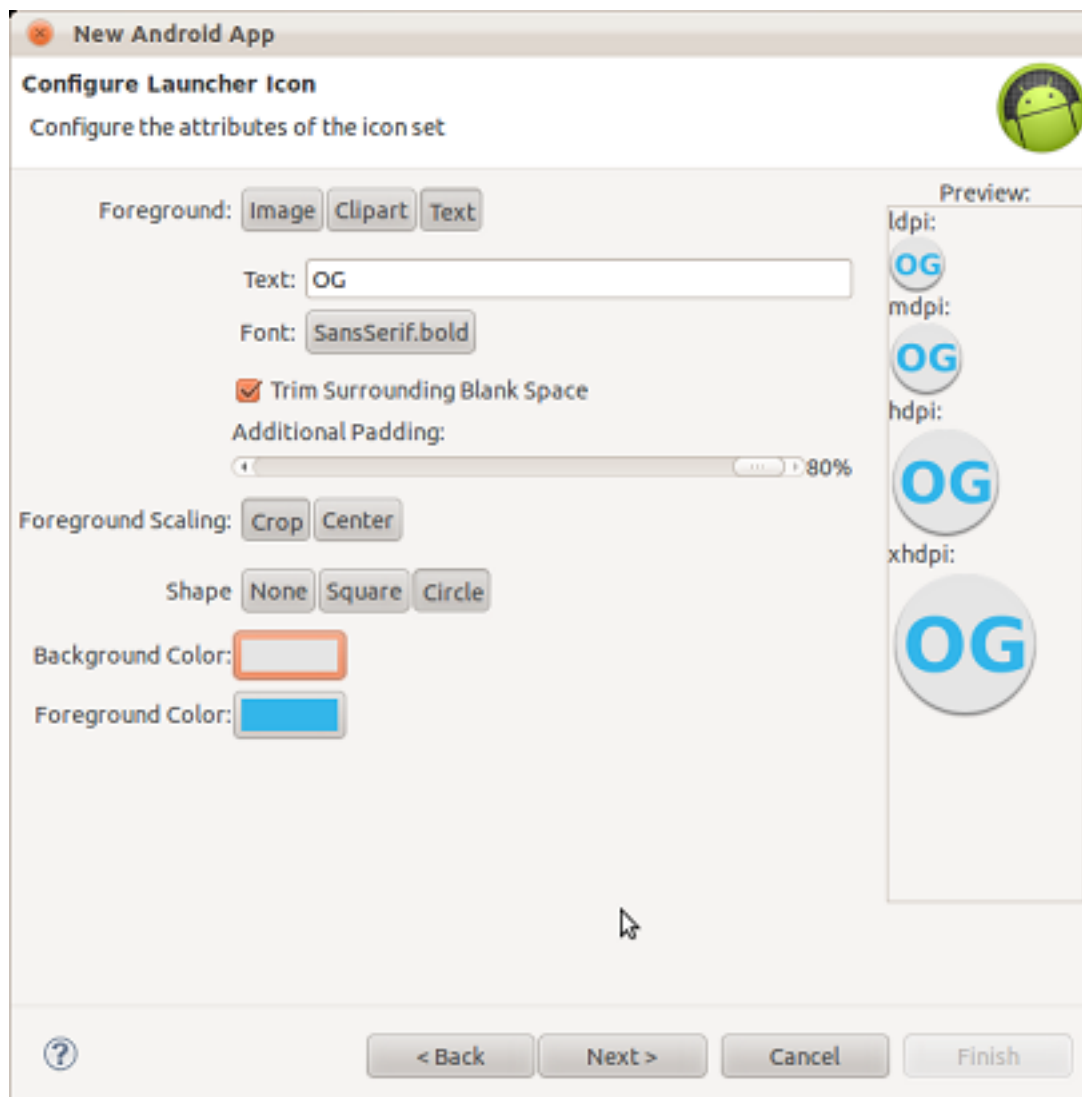 New Android App
Configure Launcher Icon
Configure the attributes of the icon set
Foreground: Image Clipart Text
Text: OG
Font: SansSerif.bold
Trim Surrounding Blank Space
Additional Padding:
80%
Foreground Scaling: Crop Center
Shape None Square Circle
Background Color:
Foreground Color:
Preview:
ldpi:
OG
mdpi:
OG
hdpi:
OG
xhdpi:
OG
? < Back Next > Cancel Finish